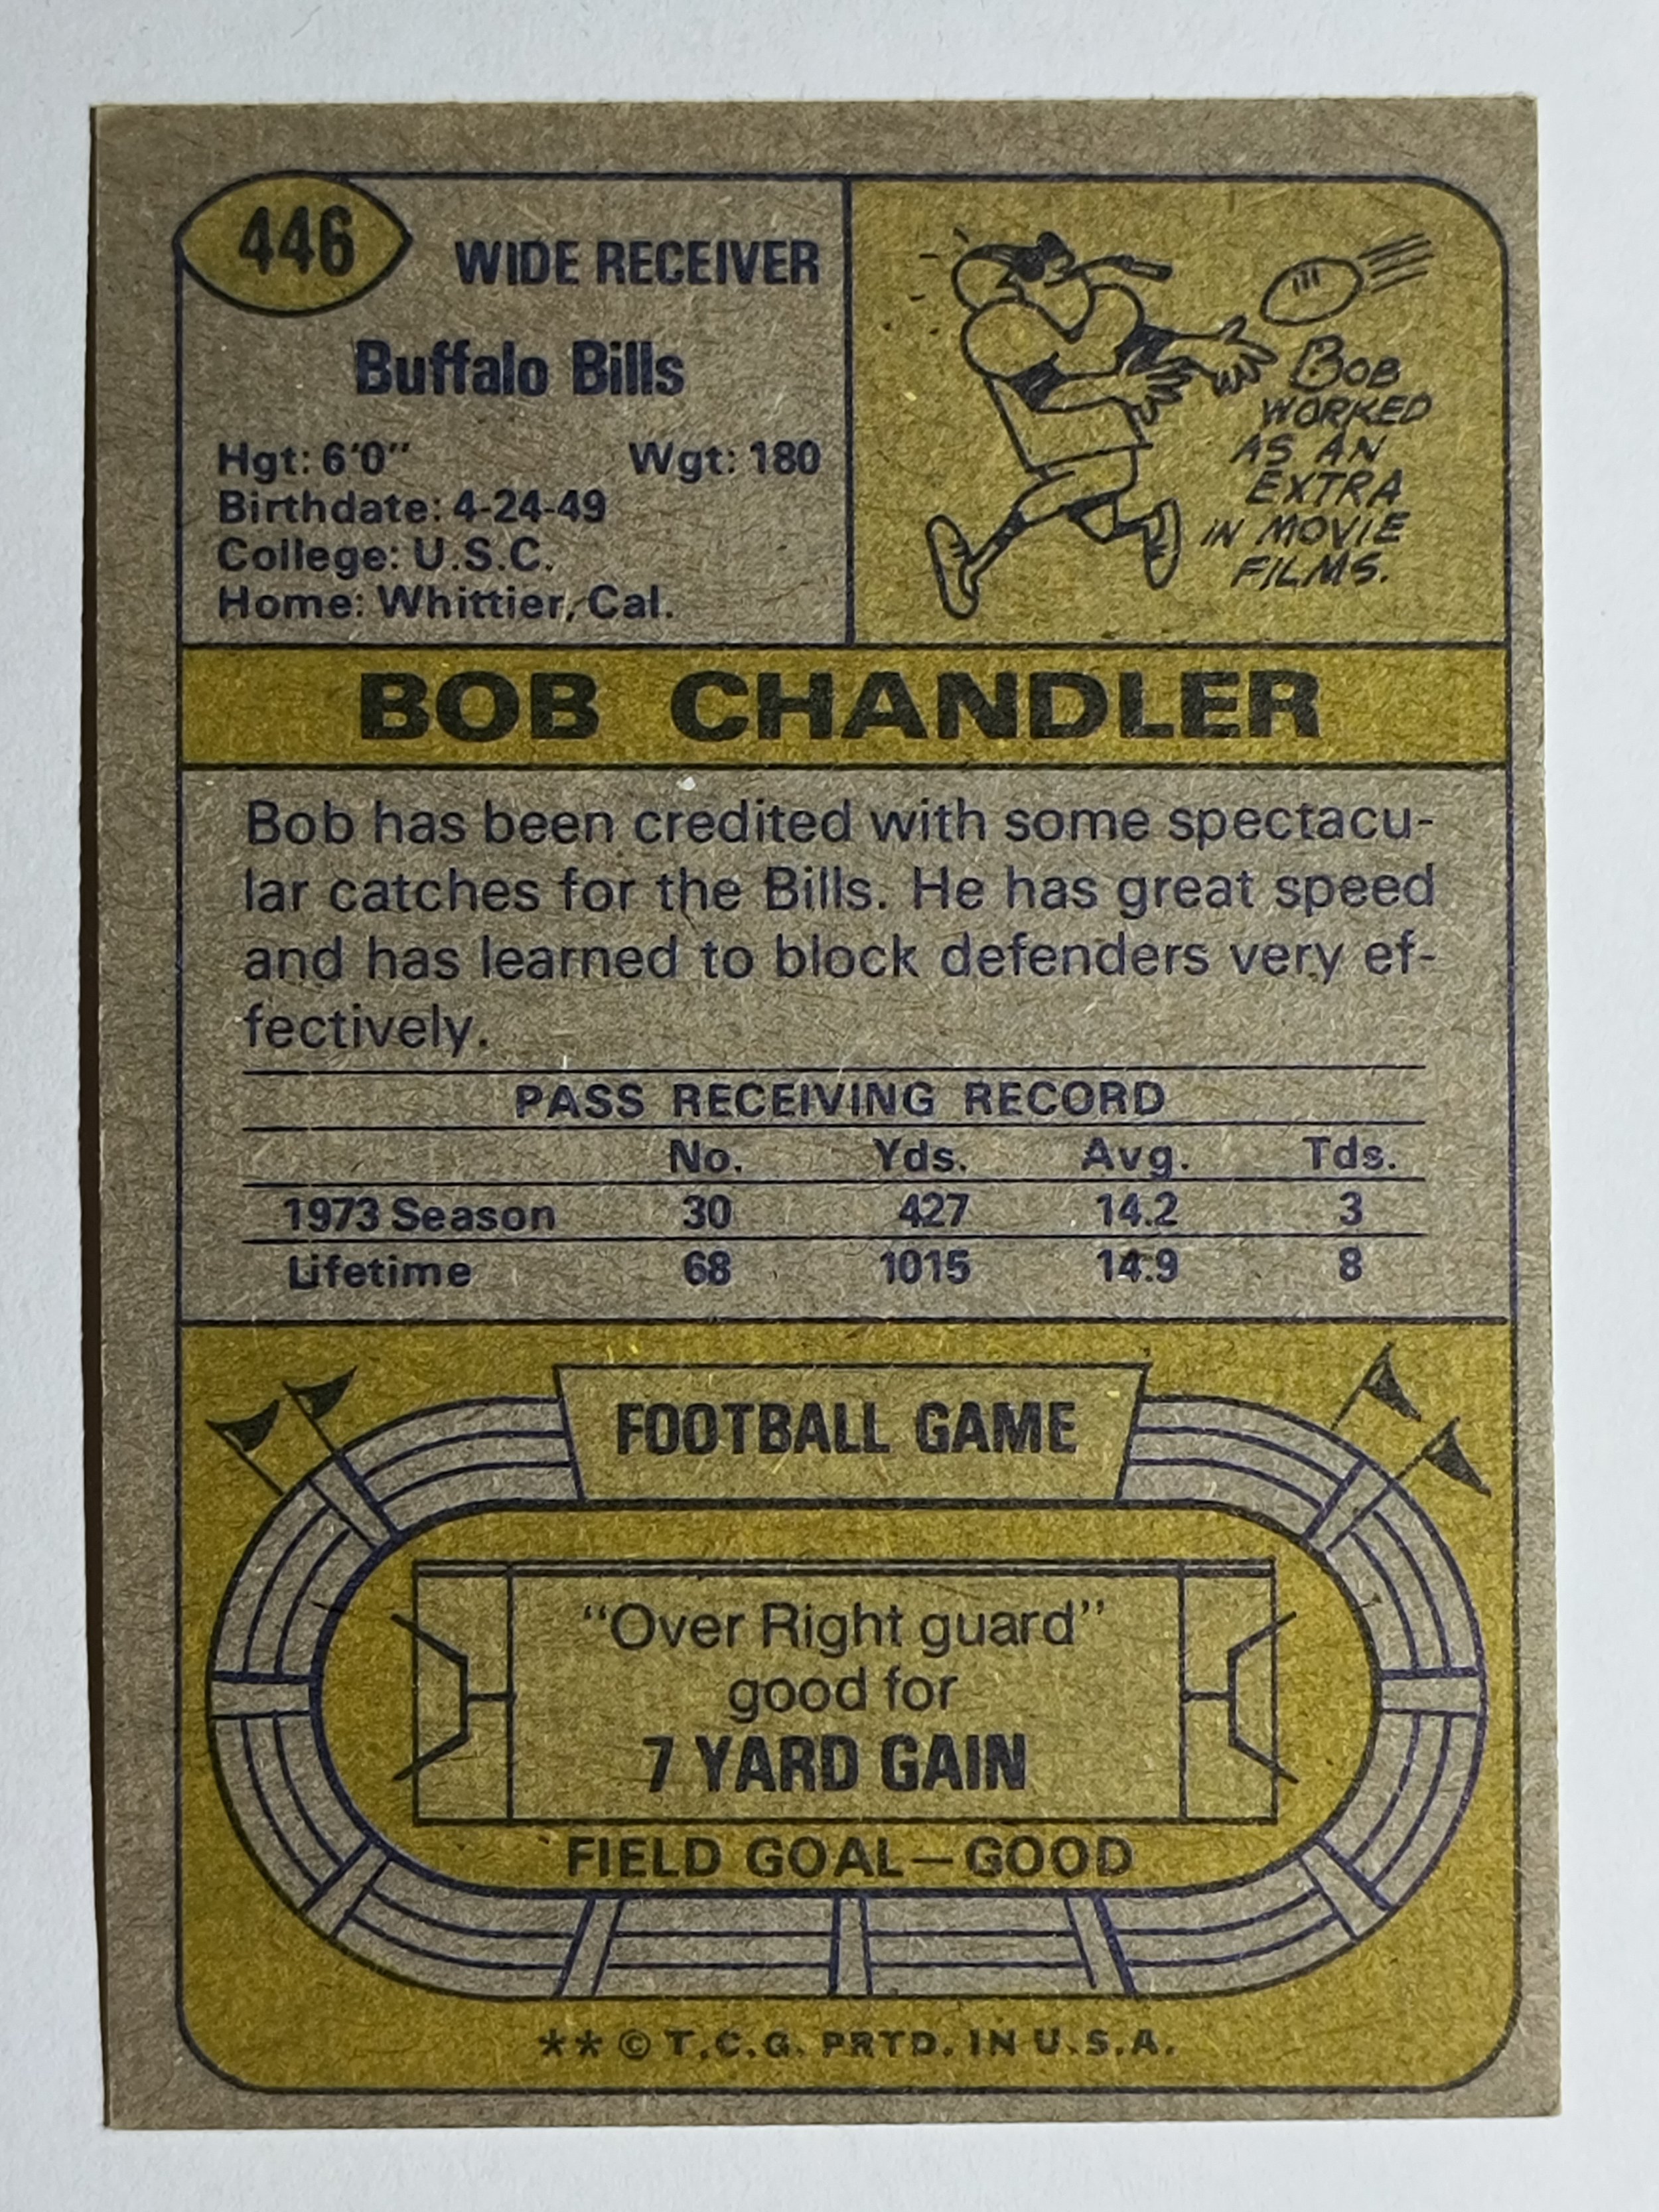 446
WIDE RECEIVER
Buffalo Bills
Hgt: 6'0" Wgt: 180
Birthdate: 4-24-49
College: U.S.C.
Home: Whittier, Cal.
BOB
WORKED
AS AN
EXTRA
IN MOVIE
FILMS.
BOB CHANDLER
Bob has been credited with some spectacu-
lar catches for the Bills. He has great speed
and has learned to block defenders very ef-
fectively.
PASS RECEIVING RECORD
No. Yds. Avg. Tds.
1973 Season 30 427 14.2 3
Lifetime 68 1015 14.9 8
FOOTBALL GAME
"Over Right guard"
good for
7 YARD GAIN
FIELD GOAL—GOOD
** © T.C.G. PRTD. IN U.S.A.